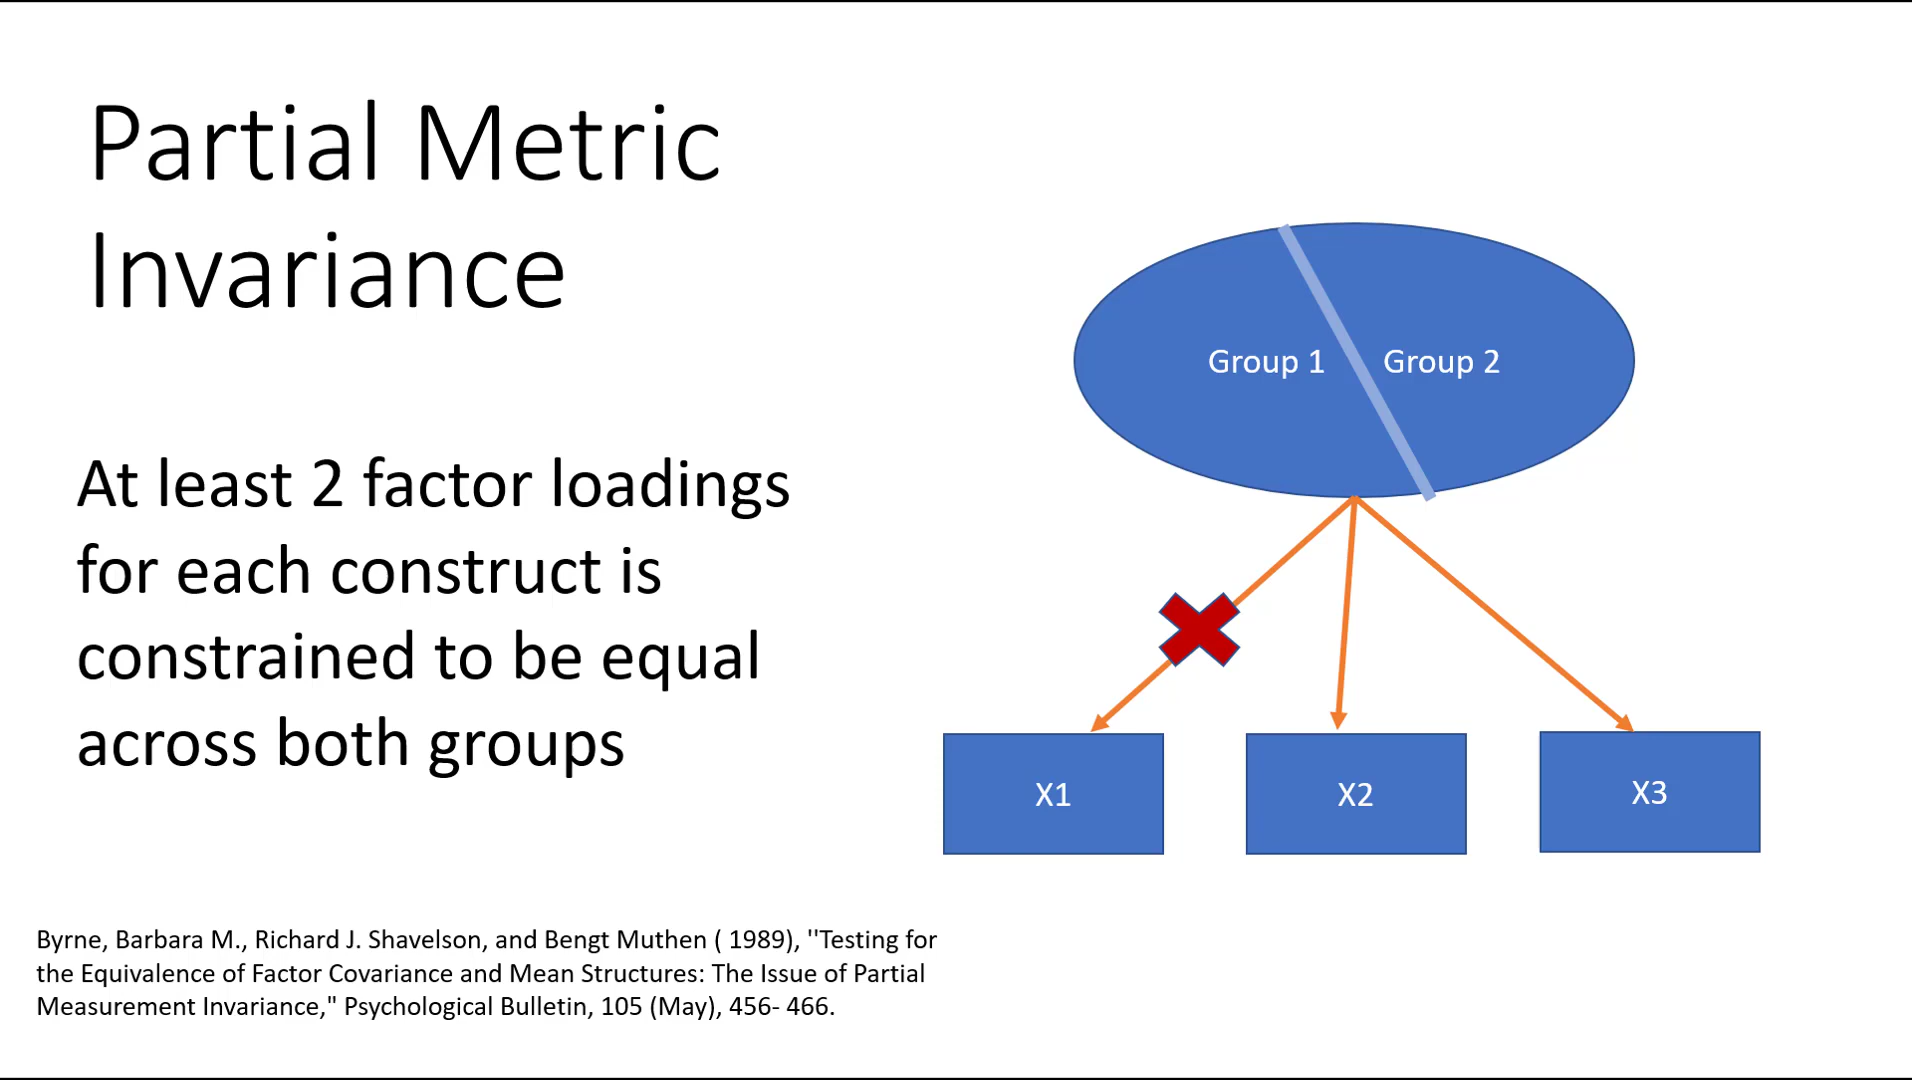 Partial Metric
Invariance
At least 2 factor loadings
for each construct is
constrained to be equal
across both groups
Group 1
Group 2
X1
X2
X3
Byrne, Barbara M., Richard J. Shavelson, and Bengt Muthen ( 1989), ''Testing for
the Equivalence of Factor Covariance and Mean Structures: The Issue of Partial
Measurement Invariance," Psychological Bulletin, 105 (May), 456- 466.